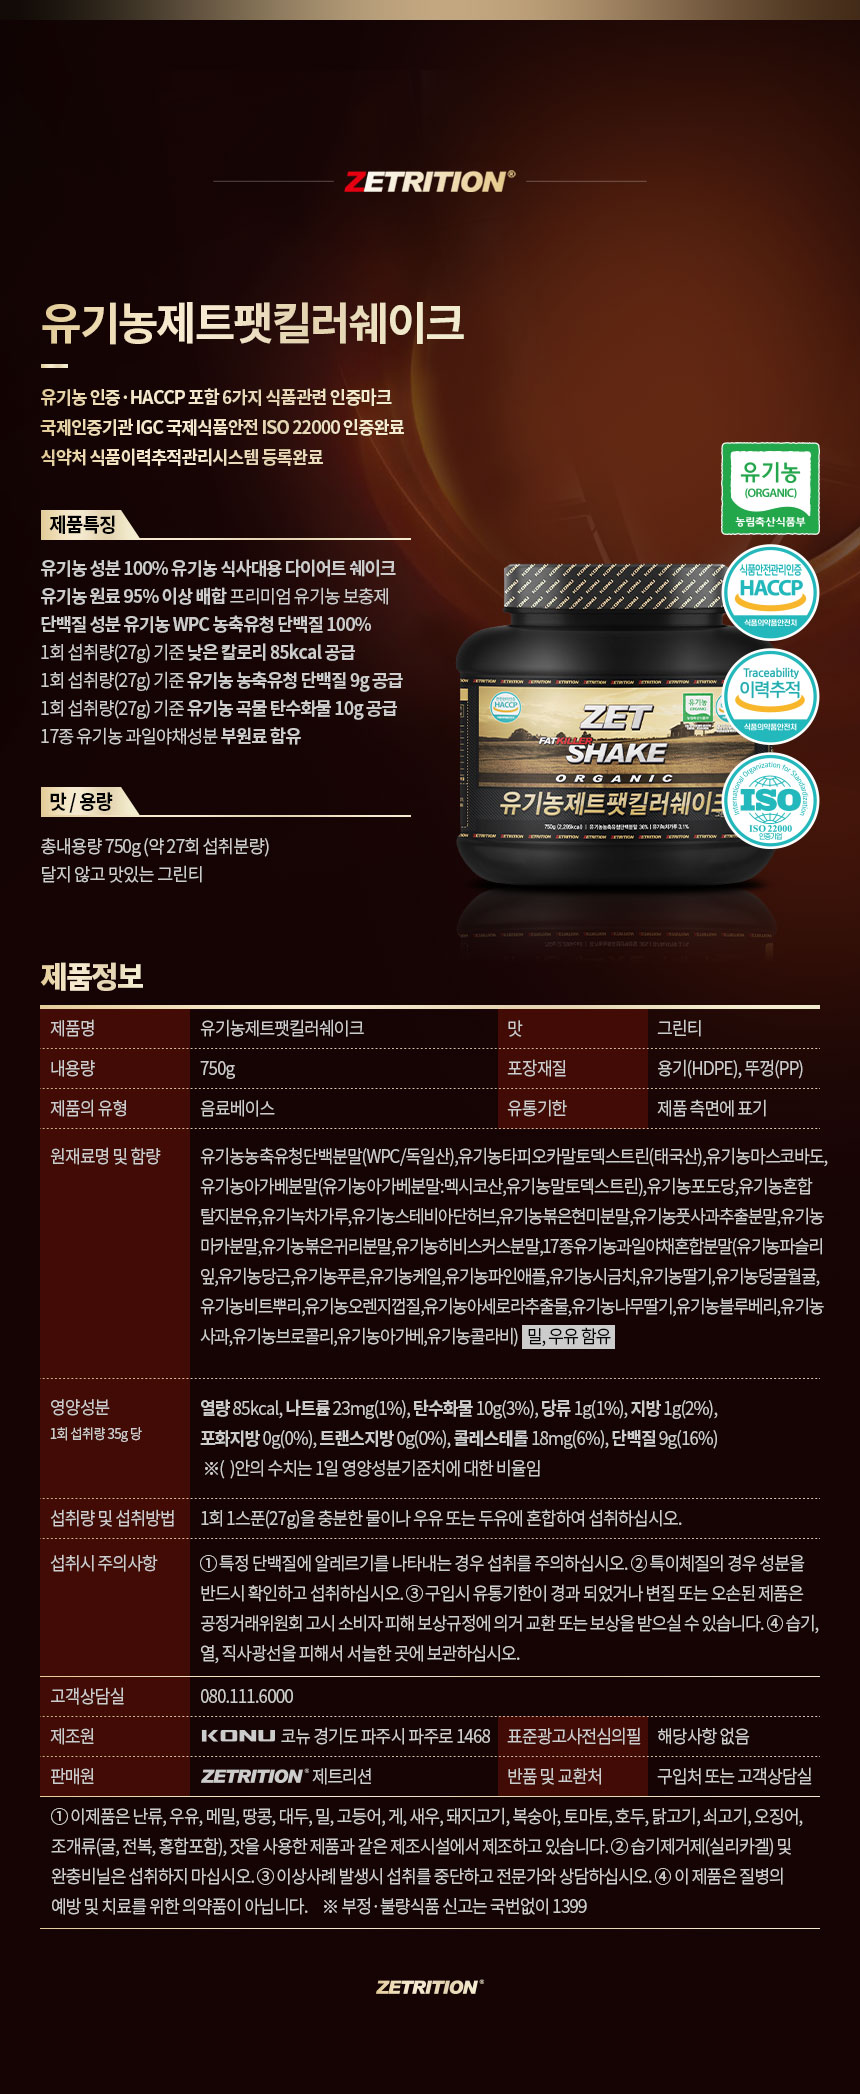 ZETRITION®
유기농제트팻킬러쉐이크
유기농 인증·HACCP 포함 6가지 식품관련 인증마크
국제인증기관 IGC 국제식품안전 ISO 22000 인증완료
식약처 식품이력추적관리시스템 등록완료
유기농
(ORGANIC)
농림축산식품부
제품특징
유기농 성분 100% 유기농 식사대용 다이어트 쉐이크
유기농 원료 95% 이상 배합 프리미엄 유기농 보충제
단백질 성분 유기농 WPC 농축유청 단백질 100%
1회 섭취량(27g) 기준 낮은 칼로리 85kcal 공급
1회 섭취량(27g) 기준 유기농 농축유청 단백질 9g 공급
1회 섭취량(27g) 기준 유기농 곡물 탄수화물 10g 공급
17종 유기농 과일야채성분 부원료 함유
식품안전관리인증
HACCP
식품의약품안전처
Traceability
이력추적
식품의약품안전처
International Organization for Standardization
ISO
ISO 22000
인증기업
HACCP
유기농
ZET
FATKILLER
SHAKE
ORGANIC
유기농제트팻킬러쉐이크
맛 / 용량
총내용량 750g (약 27회 섭취분량)
달지 않고 맛있는 그린티
제품정보
제품명 유기농제트팻킬러쉐이크 맛 그린티
내용량 750g 포장재질 용기(HDPE), 뚜껑(PP)
제품의 유형 음료베이스 유통기한 제품 측면에 표기
원재료명 및 함량 유기농농축유청단백분말(WPC/독일산),유기농타피오카말토덱스트린(태국산),유기농마스코바도,
유기농아가베분말(유기농아가베분말:멕시코산,유기농말토덱스트린),유기농포도당,유기농혼합
탈지분유,유기녹차가루,유기농스테비아단허브,유기농볶은현미분말,유기농풋사과추출분말,유기농
마카분말,유기농볶은귀리분말,유기농히비스커스분말,17종유기농과일야채혼합분말(유기농파슬리
잎,유기농당근,유기농푸른,유기농케일,유기농파인애플,유기농시금치,유기농딸기,유기농덩굴월귤,
유기농비트뿌리,유기농오렌지껍질,유기농아세로라추출물,유기농나무딸기,유기농블루베리,유기농
사과,유기농브로콜리,유기농아가베,유기농콜라비) 밀, 우유 함유
영양성분 열량 85kcal, 나트륨 23mg(1%), 탄수화물 10g(3%), 당류 1g(1%), 지방 1g(2%),
1회 섭취량 35g 당 포화지방 0g(0%), 트랜스지방 0g(0%), 콜레스테롤 18mg(6%), 단백질 9g(16%)
※( )안의 수치는 1일 영양성분기준치에 대한 비율임
섭취량 및 섭취방법 1회 1스푼(27g)을 충분한 물이나 우유 또는 두유에 혼합하여 섭취하십시오.
섭취시 주의사항 ① 특정 단백질에 알레르기를 나타내는 경우 섭취를 주의하십시오. ② 특이체질의 경우 성분을
반드시 확인하고 섭취하십시오. ③ 구입시 유통기한이 경과 되었거나 변질 또는 오손된 제품은
공정거래위원회 고시 소비자 피해 보상규정에 의거 교환 또는 보상을 받으실 수 있습니다. ④ 습기,
열, 직사광선을 피해서 서늘한 곳에 보관하십시오.
고객상담실 080.111.6000
제조원 KONU 코뉴 경기도 파주시 파주로 1468 표준광고사전심의필 해당사항 없음
판매원 ZETRITION® 제트리션 반품 및 교환처 구입처 또는 고객상담실
① 이제품은 난류, 우유, 메밀, 땅콩, 대두, 밀, 고등어, 게, 새우, 돼지고기, 복숭아, 토마토, 호두, 닭고기, 쇠고기, 오징어,
조개류(굴, 전복, 홍합포함), 잣을 사용한 제품과 같은 제조시설에서 제조하고 있습니다. ② 습기제거제(실리카겔) 및
완충비닐은 섭취하지 마십시오. ③ 이상사례 발생시 섭취를 중단하고 전문가와 상담하십시오. ④ 이 제품은 질병의
예방 및 치료를 위한 의약품이 아닙니다. ※ 부정·불량식품 신고는 국번없이 1399
ZETRITION®